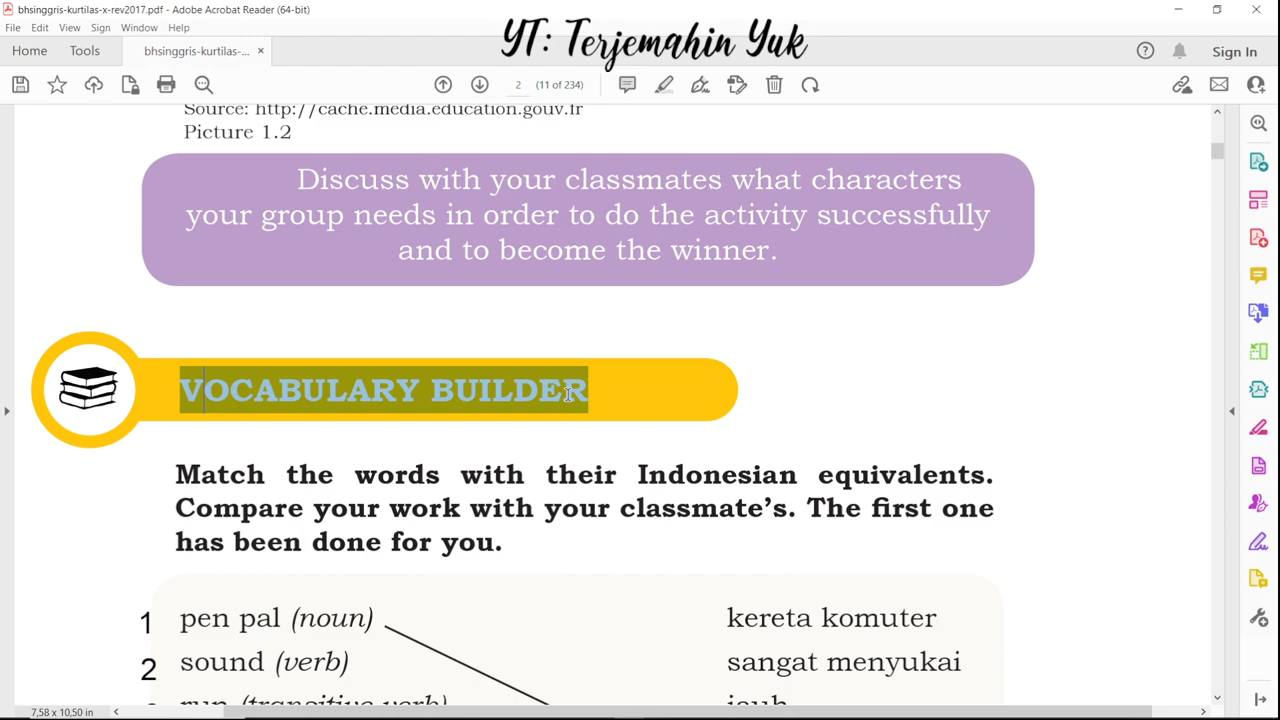 bhsinggris-kurtilas-x-rev2017.pdf - Adobe Acrobat Reader (64-bit)
File Edit View Sign Window Help
YT: Terjemahin Yuk
Home Tools bhsinggris-kurtilas-... × Sign In
2 (11 of 234)
Source: http://cache.media.education.gouv.fr
Picture 1.2
Discuss with your classmates what characters
your group needs in order to do the activity successfully
and to become the winner.
VOCABULARY BUILDER
Match the words with their Indonesian equivalents.
Compare your work with your classmate's. The first one
has been done for you.
1 pen pal (noun) kereta komuter
2 sound (verb) sangat menyukai
run (transitive verb) jauh
7,58 x 10,50 in